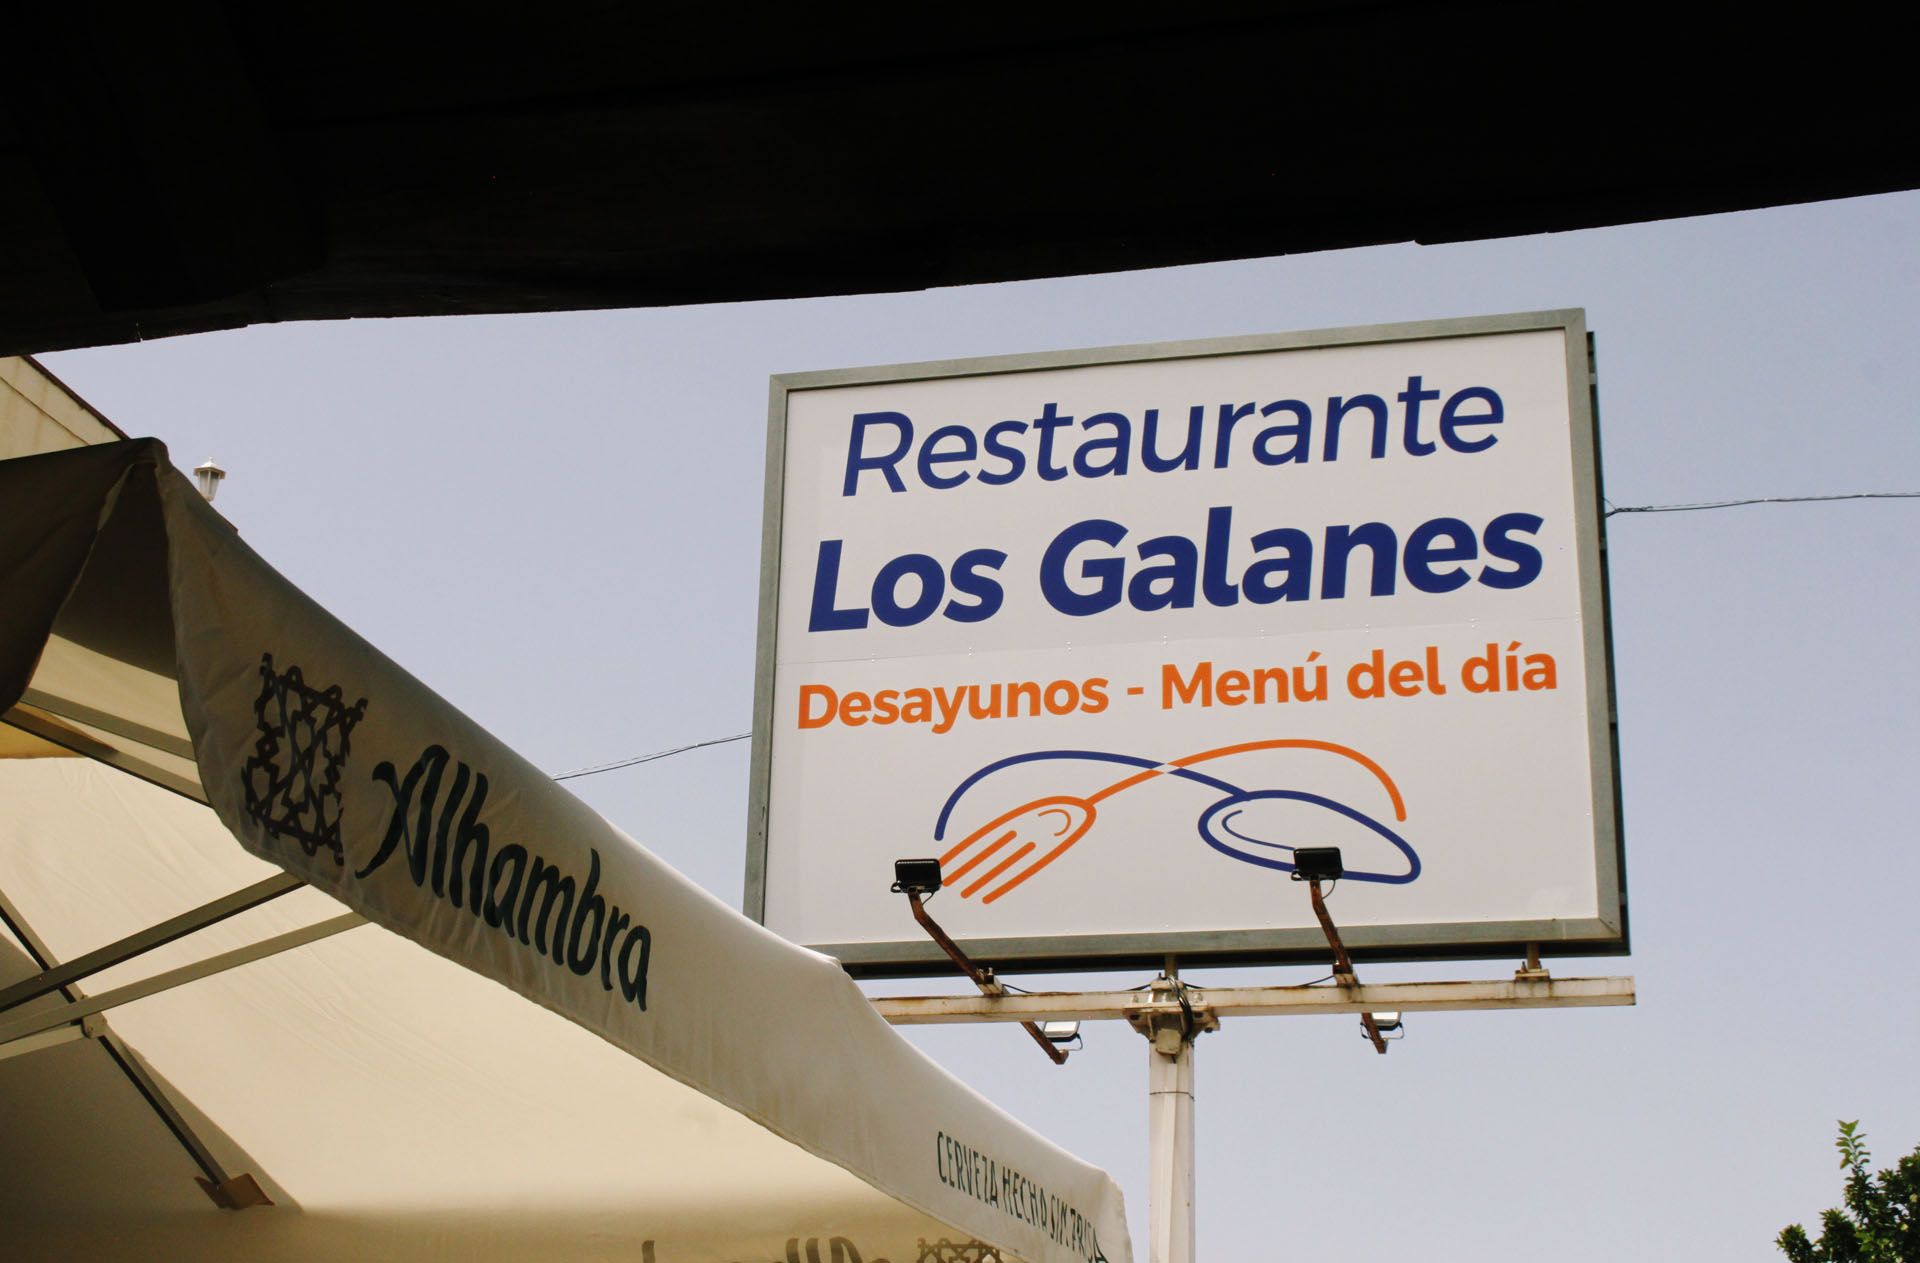 Restaurante
Los Galanes
Desayunos - Menú del día
Alhambra
CERVEZA HECHA SIN PRISA